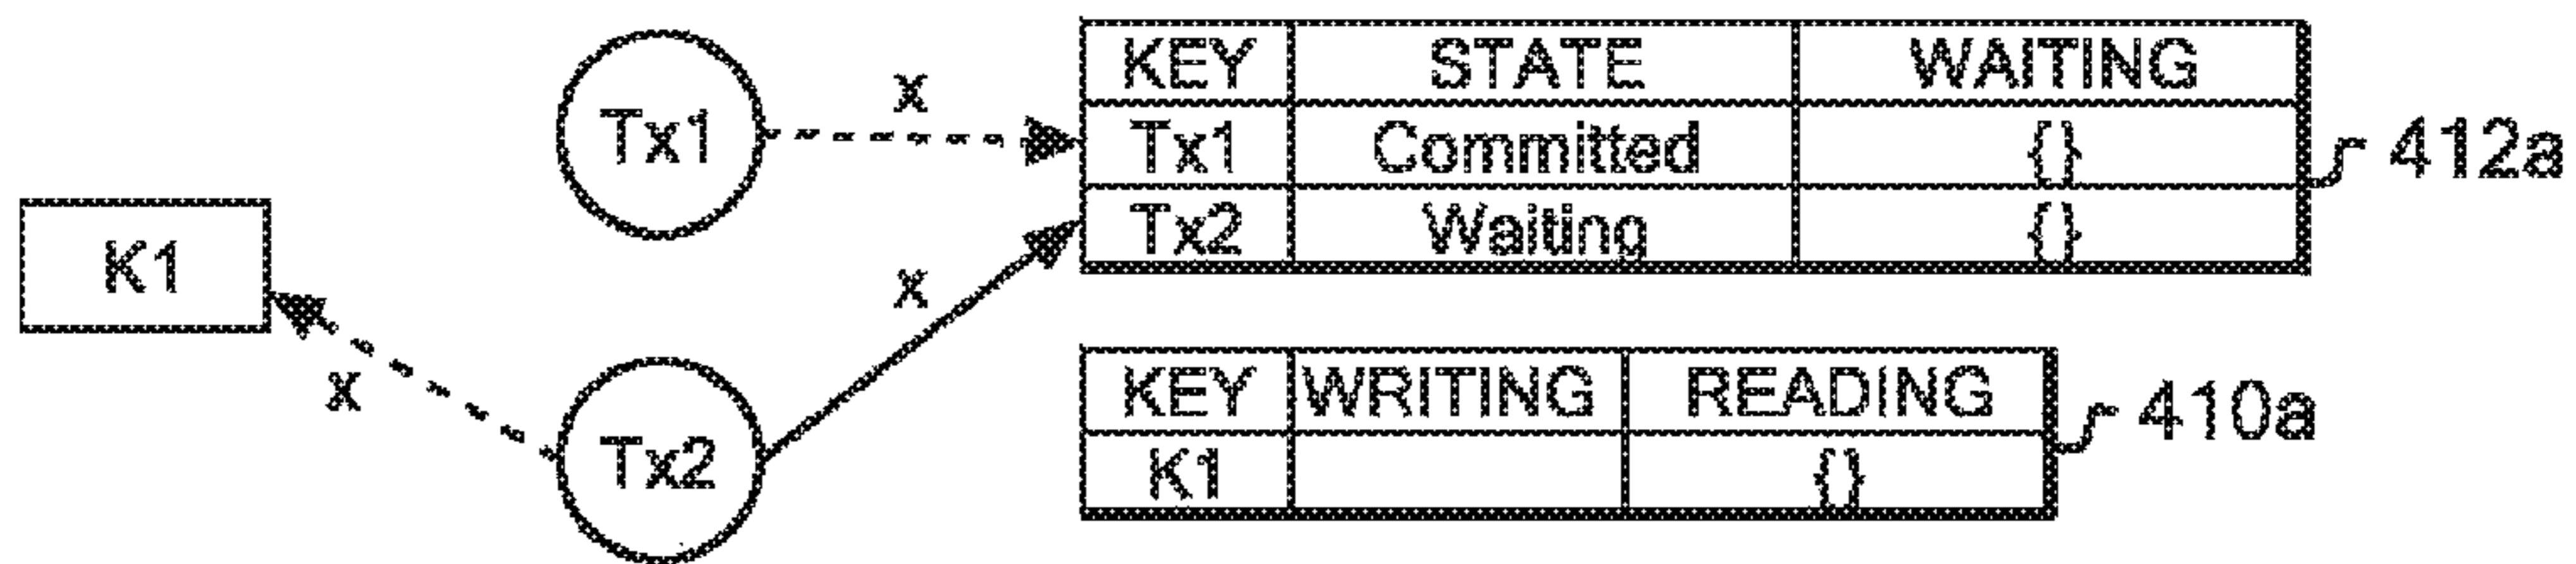 KEY STATE WAITING
Tx1 x Tx1 Committed {} 412a
K1 x Tx2 Waiting {}
x Tx2 KEY WRITING READING 410a
K1 {}